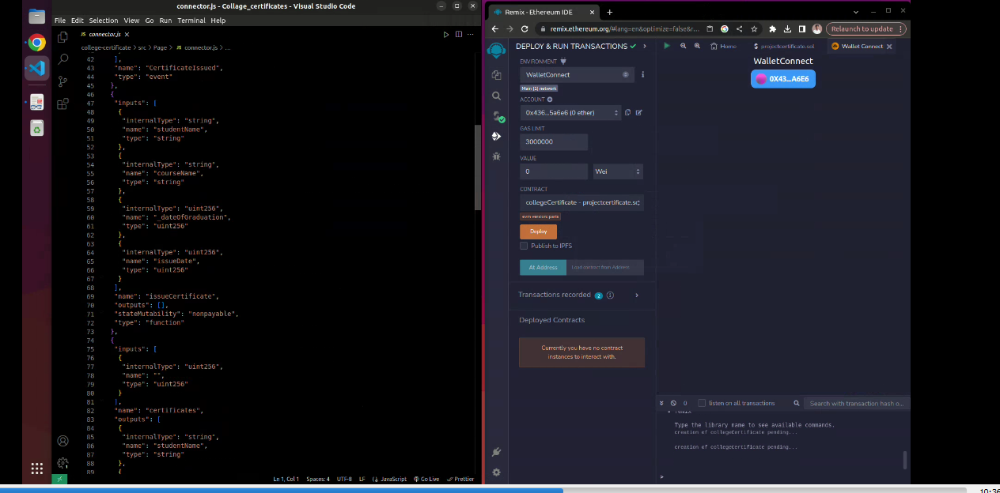 connector.js - Collage_certificates - Visual Studio Code
File Edit Selection View Go Run Terminal Help
connector.js
college-certificate > src > Page > connector.js > ...
42 ],
43 "name": "CertificateIssued",
44 "type": "event"
45 },
46 {
47 "inputs": [
48 {
49 "internalType": "string",
50 "name": "studentName",
51 "type": "string"
52 },
53 {
54 "internalType": "string",
55 "name": "courseName",
56 "type": "string"
57 },
58 {
59 "internalType": "uint256",
60 "name": "_dateOfGraduation",
61 "type": "uint256"
62 },
63 {
64 "internalType": "uint256",
65 "name": "issueDate",
66 "type": "uint256"
67 }
68 ],
69 "name": "issueCertificate",
70 "outputs": [],
71 "stateMutability": "nonpayable",
72 "type": "function"
73 },
74 {
75 "inputs": [
76 {
77 "internalType": "uint256",
78 "name": "",
79 "type": "uint256"
80 }
81 ],
82 "name": "certificates",
83 "outputs": [
84 {
85 "internalType": "string",
86 "name": "studentName",
87 "type": "string"
88 },
89 {
Ln 1, Col 1 Spaces: 4 UTF-8 LF JavaScript Go Live Prettier
Remix - Ethereum IDE
remix.ethereum.org/#lang=en&optimize=false&r...
Relaunch to update
DEPLOY & RUN TRANSACTIONS
ENVIRONMENT
WalletConnect
Main (1) network
ACCOUNT
0x436...5a6e6 (0 ether)
GAS LIMIT
3000000
VALUE
0 Wei
CONTRACT
collegeCertificate - projectcertificate.so
evm version: paris
Deploy
Publish to IPFS
At Address Load contract from Address
Transactions recorded 2
Deployed Contracts
Currently you have no contract
instances to interact with.
Home projectcertificate.sol Wallet Connect
WalletConnect
0X43...A6E6
0 listen on all transactions Search with transaction hash o...
remix
Type the library name to see available commands.
creation of collegeCertificate pending...
creation of collegeCertificate pending...
>
10:36